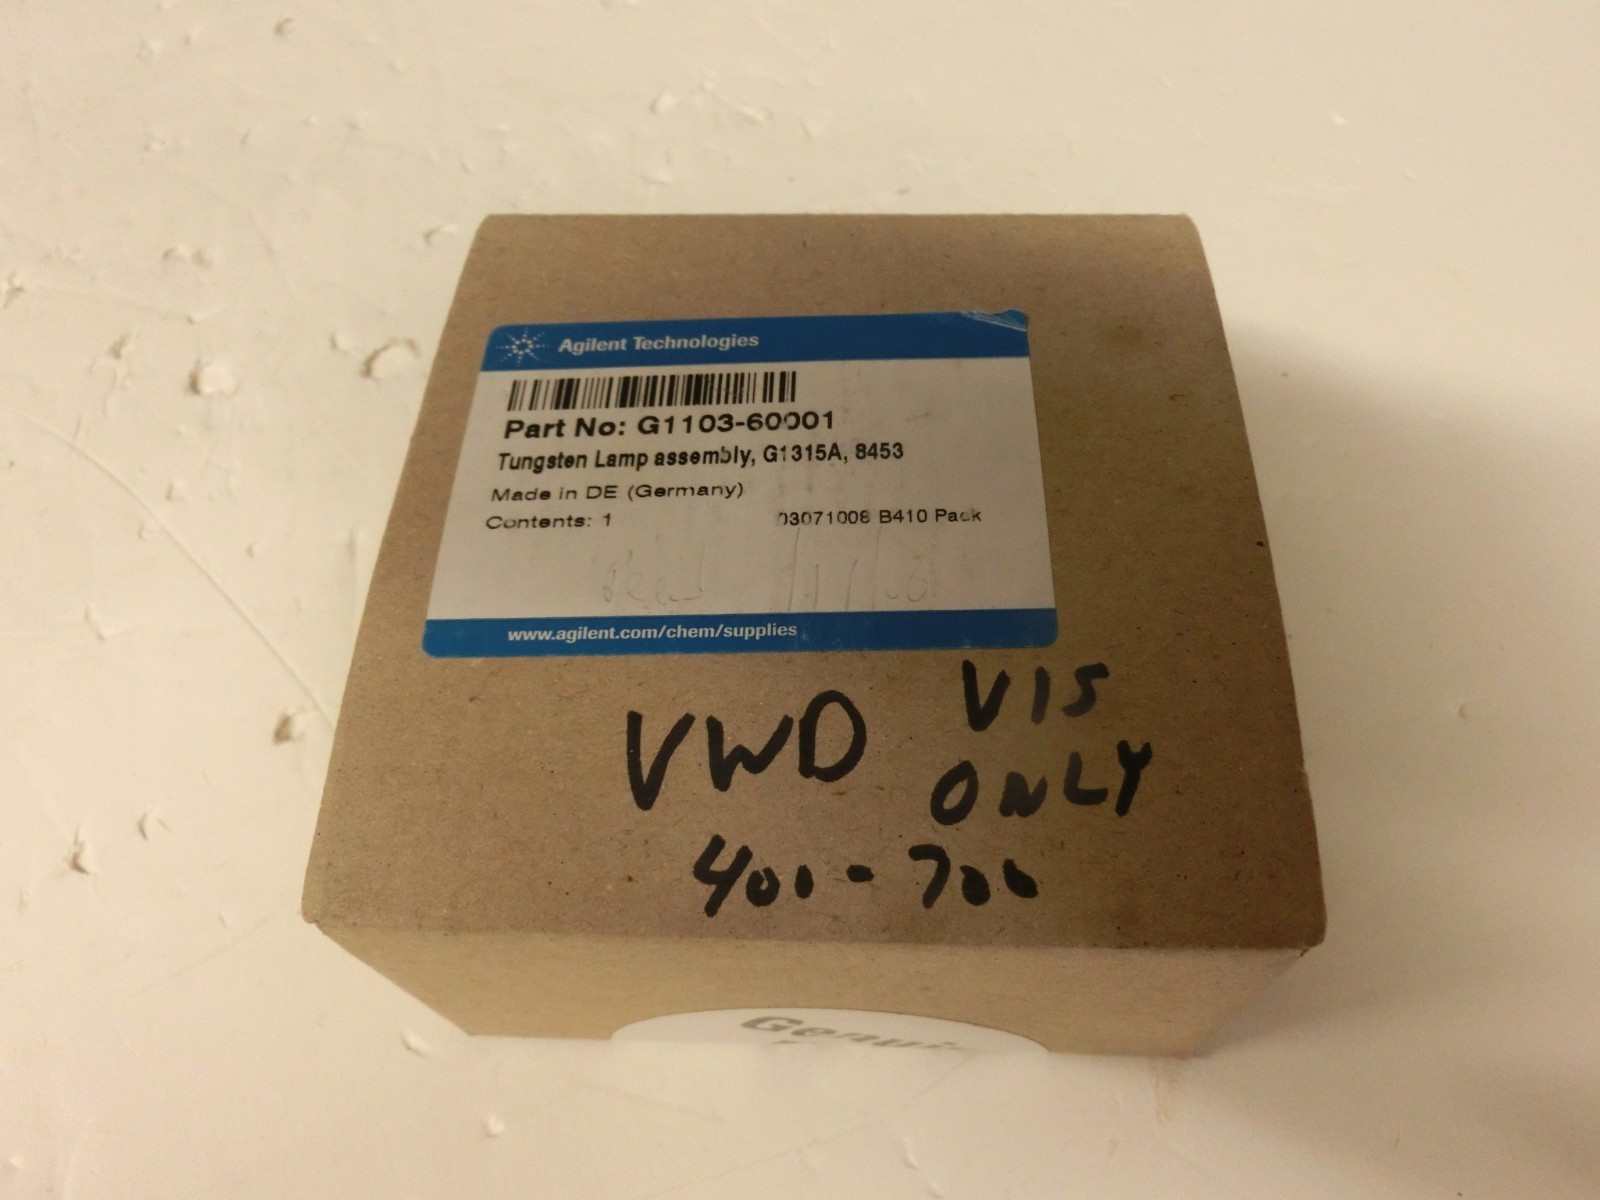 Agilent Technologies
Part No: G1103-60001
Tungsten Lamp assembly, G1315A, 8453
Made in DE (Germany)
Contents: 1
03071008 B410 Pack
www.agilent.com/chem/supplies
VWD
VIS
ONLY
400-700